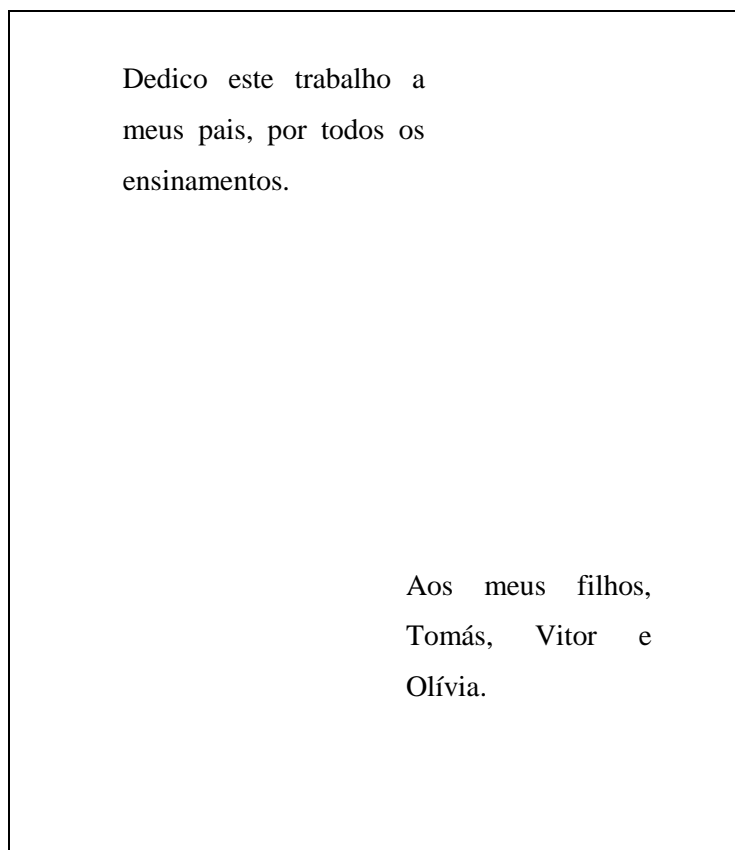 Dedico este trabalho a
meus pais, por todos os
ensinamentos.
Aos meus filhos,
Tomás, Vitor e
Olívia.